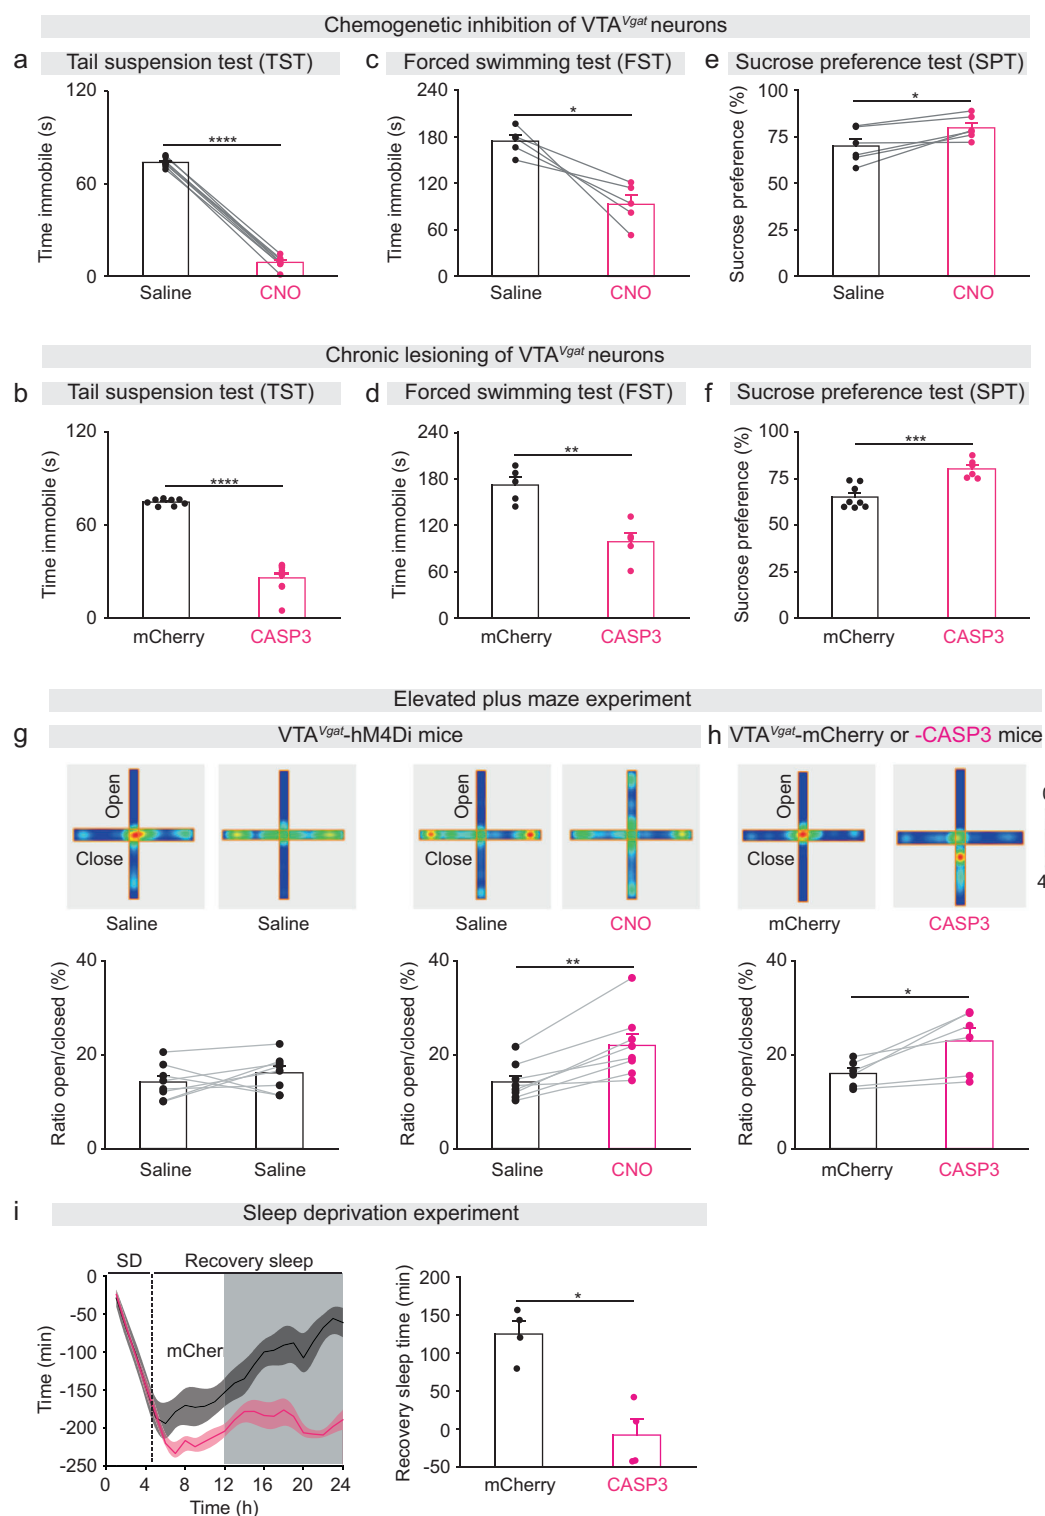 Chemogenetic inhibition of VTAVgat neurons
a Tail suspension test (TST)
c Forced swimming test (FST)
e Sucrose preference test (SPT)
Time immobile (s)
120
60
0
****
Saline
CNO
Time immobile (s)
240
180
120
60
0
*
Saline
CNO
Sucrose preference (%)
100
75
50
25
0
*
Saline
CNO
Chronic lesioning of VTAVgat neurons
b Tail suspension test (TST)
d Forced swimming test (FST)
f Sucrose preference test (SPT)
Time immobile (s)
120
60
0
****
mCherry
CASP3
Time immobile (s)
240
180
120
60
0
**
mCherry
CASP3
Sucrose preference (%)
100
75
50
25
0
***
mCherry
CASP3
Elevated plus maze experiment
g VTAVgat-hM4Di mice
h VTAVgat-mCherry or -CASP3 mice
Open
Close
Saline
Saline
Open
Close
Saline
CNO
Open
Close
mCherry
CASP3
0
4
Ratio open/closed (%)
40
20
0
Saline
Saline
Ratio open/closed (%)
40
20
0
**
Saline
CNO
Ratio open/closed (%)
40
20
0
*
mCherry
CASP3
i Sleep deprivation experiment
SD
Recovery sleep
Time (min)
0
-50
-100
-150
-200
-250
mCher
0 4 8 12 16 20 24
Time (h)
Recovery sleep time (min)
200
150
100
50
0
-50
*
mCherry
CASP3